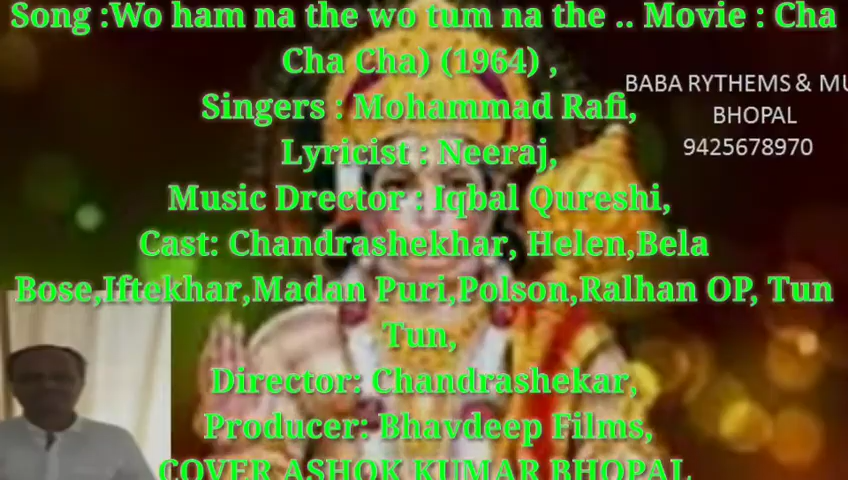 Song :Wo ham na the wo tum na the .. Movie : Cha
Cha Cha) (1964) ,
Singers : Mohammad Rafi,
Lyricist : Neeraj,
Music Drector : Iqbal Qureshi,
Cast: Chandrashekhar, Helen,Bela
Bose,Iftekhar,Madan Puri,Polson,Ralhan OP, Tun
Tun,
Director: Chandrashekar,
Producer: Bhavdeep Films,
COVER ASHOK KUMAR BHOPAL
BABA RYTHEMS & MU
BHOPAL
9425678970